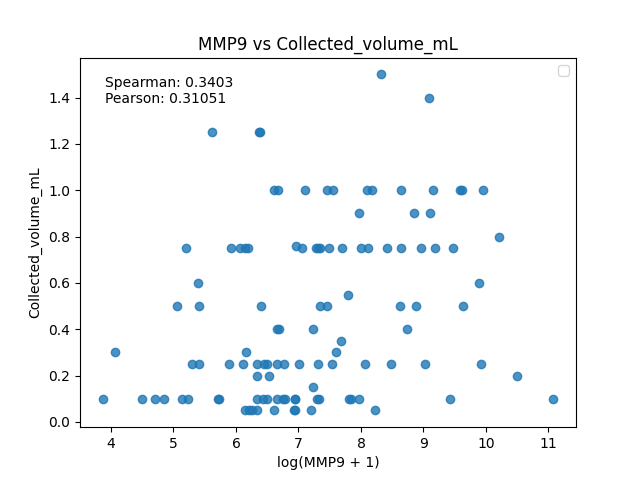 MMP9 vs Collected_volume_mL
Spearman: 0.3403
Pearson: 0.31051
Collected_volume_mL
1.4
1.2
1.0
0.8
0.6
0.4
0.2
0.0
4 5 6 7 8 9 10 11
log(MMP9 + 1)